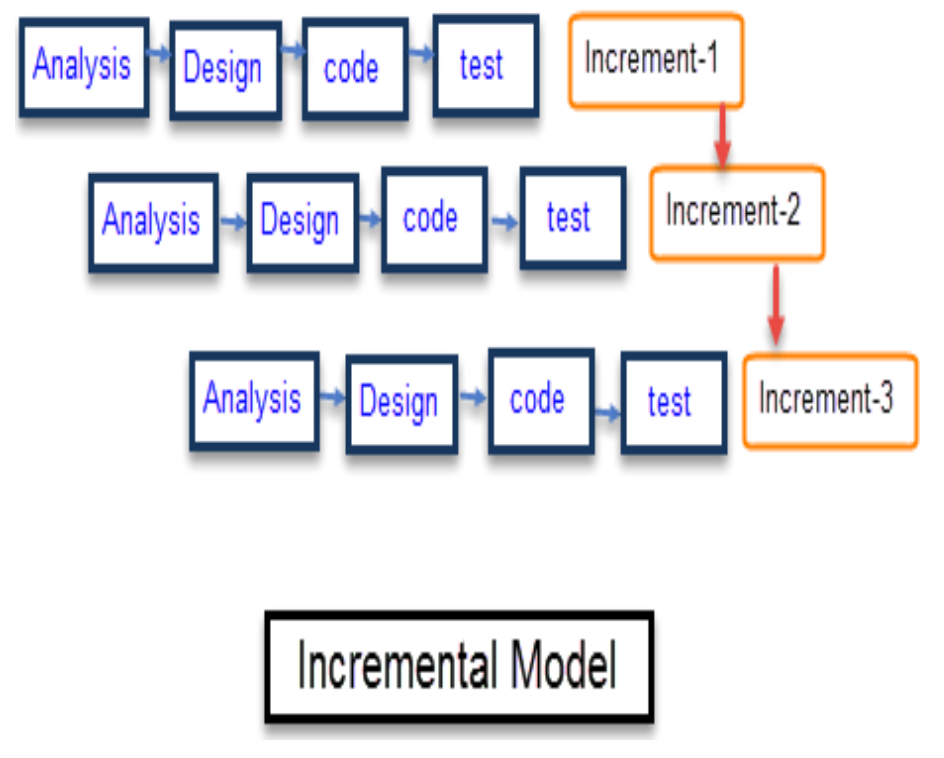 Analysis Design code test Increment-1
Analysis Design code test Increment-2
Analysis Design code test Increment-3
Incremental Model